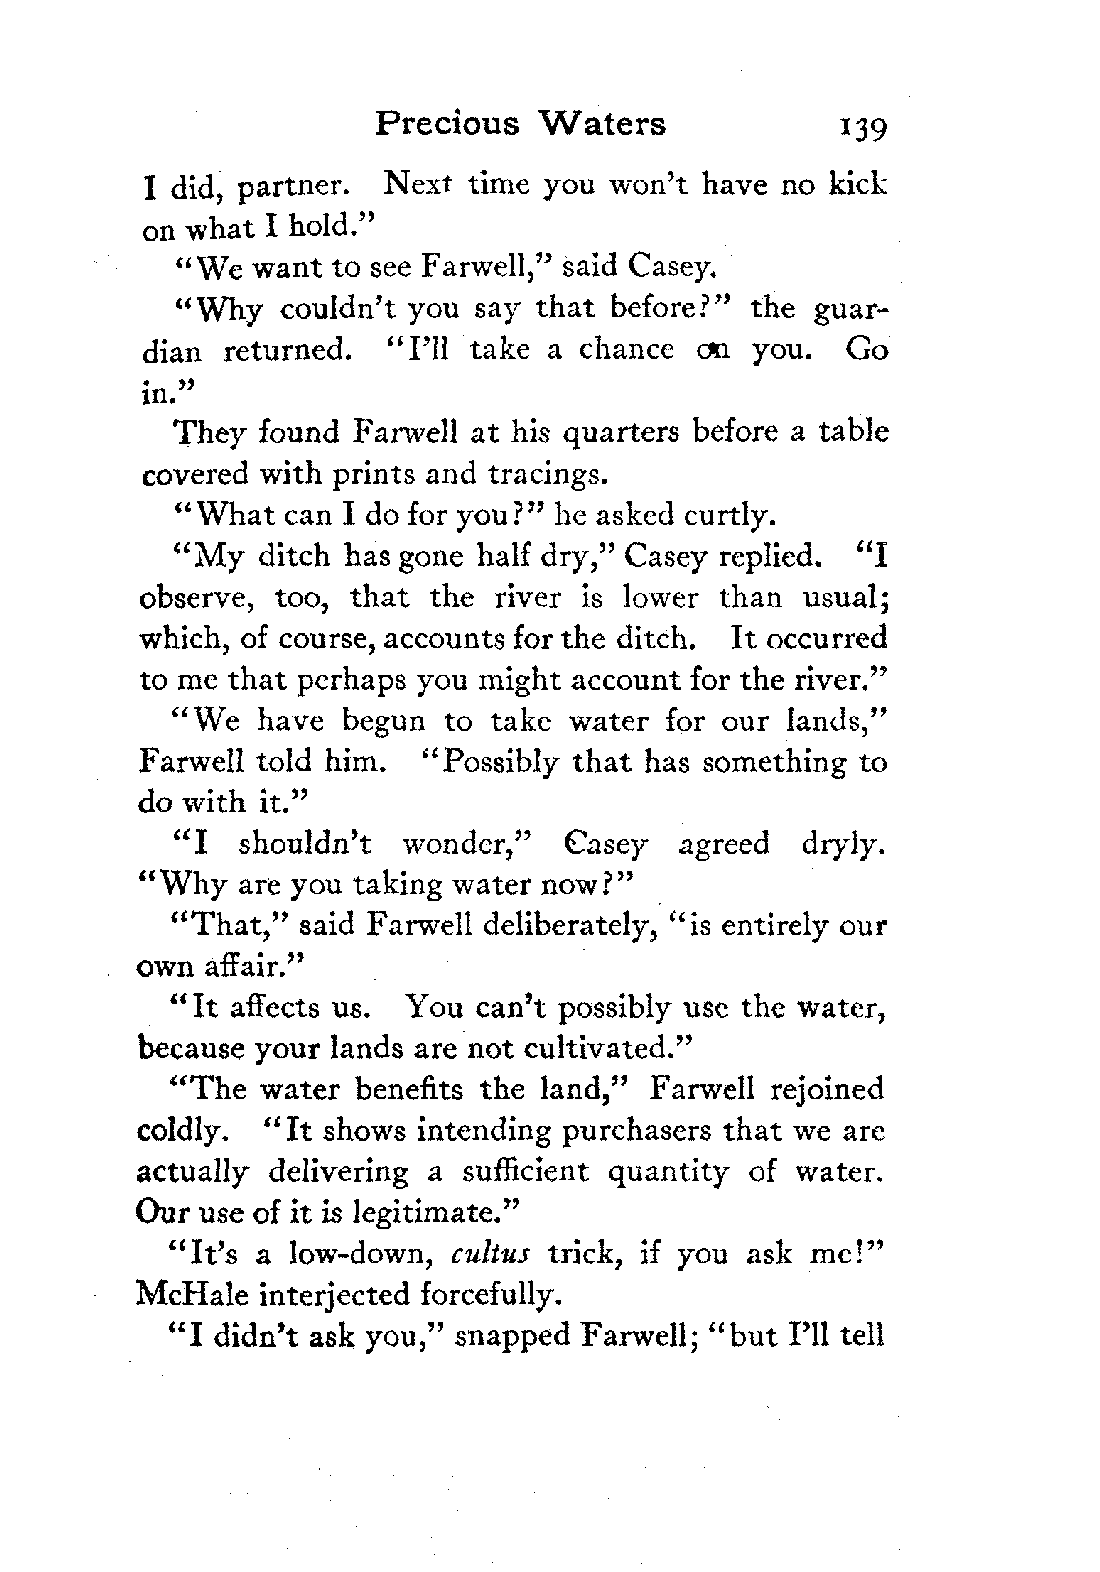 Precious Waters 139
I did, partner. Next time you won't have no kick
on what I hold."
"We want to see Farwell," said Casey.
"Why couldn't you say that before?" the guar-
dian returned. "I'll take a chance on you. Go
in."
They found Farwell at his quarters before a table
covered with prints and tracings.
"What can I do for you?" he asked curtly.
"My ditch has gone half dry," Casey replied. "I
observe, too, that the river is lower than usual;
which, of course, accounts for the ditch. It occurred
to me that perhaps you might account for the river."
"We have begun to take water for our lands,"
Farwell told him. "Possibly that has something to
do with it."
"I shouldn't wonder," Casey agreed dryly.
"Why are you taking water now?"
"That," said Farwell deliberately, "is entirely our
own affair."
"It affects us. You can't possibly use the water,
because your lands are not cultivated."
"The water benefits the land," Farwell rejoined
coldly. "It shows intending purchasers that we are
actually delivering a sufficient quantity of water.
Our use of it is legitimate."
"It's a low-down, cultus trick, if you ask me!"
McHale interjected forcefully.
"I didn't ask you," snapped Farwell; "but I'll tell